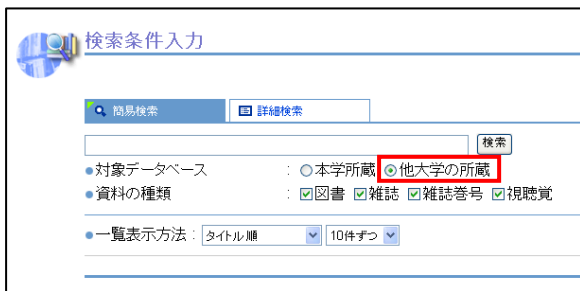 検索条件入力
簡易検索 詳細検索
検索
●対象データベース : 本学所蔵 他大学の所蔵
●資料の種類 : 図書 雑誌 雑誌巻号 視聴覚
●一覧表示方法 : タイトル順 10件ずつ